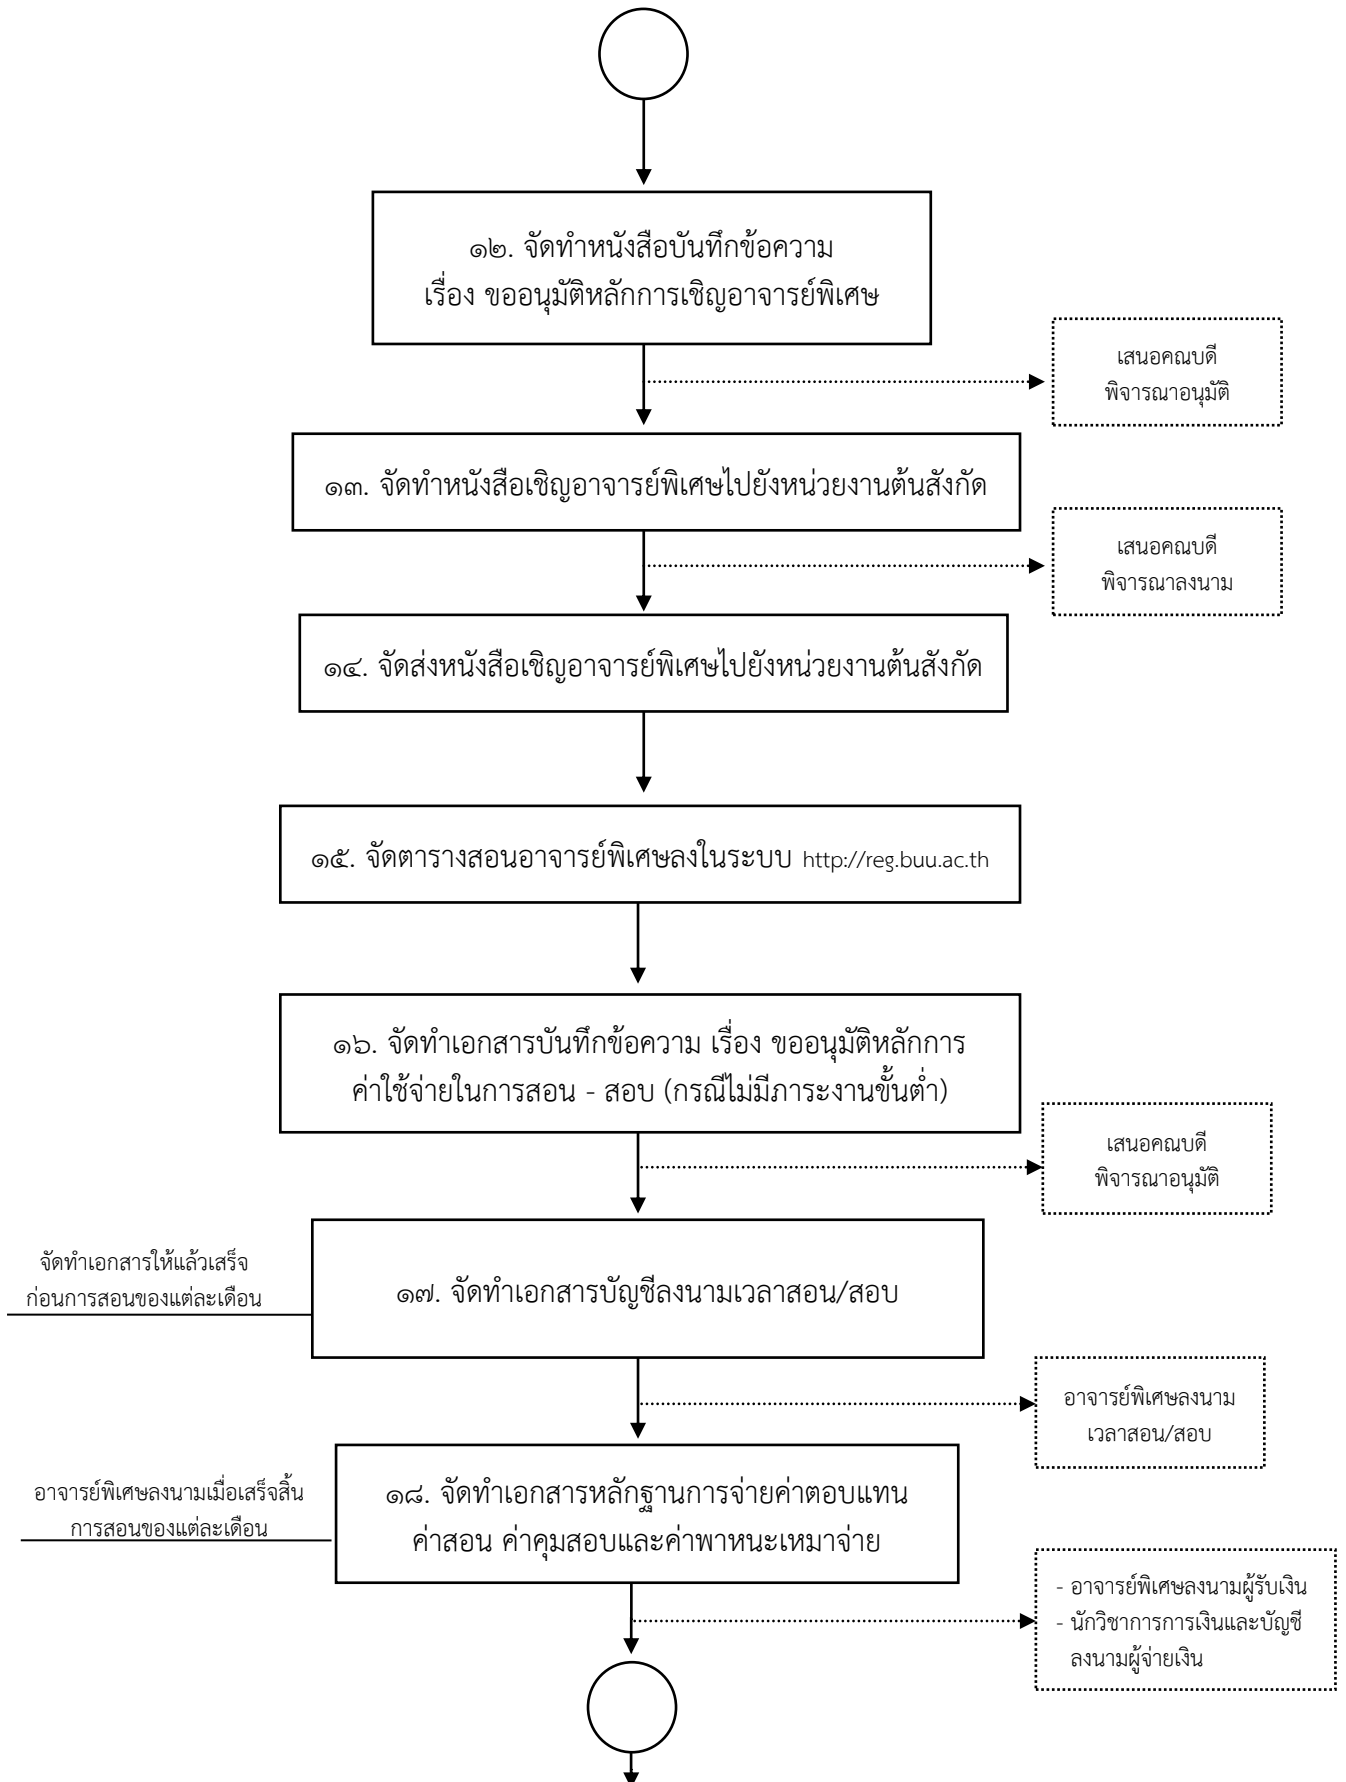 ๑๒. จัดทำหนังสือบันทึกข้อความ
เรื่อง ขออนุมัติหลักการเชิญอาจารย์พิเศษ
เสนอคณบดี
พิจารณาอนุมัติ
๑๓. จัดทำหนังสือเชิญอาจารย์พิเศษไปยังหน่วยงานต้นสังกัด
เสนอคณบดี
พิจารณาลงนาม
๑๔. จัดส่งหนังสือเชิญอาจารย์พิเศษไปยังหน่วยงานต้นสังกัด
๑๕. จัดตารางสอนอาจารย์พิเศษลงในระบบ http://reg.buu.ac.th
๑๖. จัดทำเอกสารบันทึกข้อความ เรื่อง ขออนุมัติหลักการ
ค่าใช้จ่ายในการสอน - สอบ (กรณีไม่มีภาระงานขั้นต่ำ)
เสนอคณบดี
พิจารณาอนุมัติ
จัดทำเอกสารให้แล้วเสร็จ
ก่อนการสอนของแต่ละเดือน
๑๗. จัดทำเอกสารบัญชีลงนามเวลาสอน/สอบ
อาจารย์พิเศษลงนาม
เวลาสอน/สอบ
อาจารย์พิเศษลงนามเมื่อเสร็จสิ้น
การสอนของแต่ละเดือน
๑๘. จัดทำเอกสารหลักฐานการจ่ายค่าตอบแทน
ค่าสอน ค่าคุมสอบและค่าพาหนะเหมาจ่าย
- อาจารย์พิเศษลงนามผู้รับเงิน
- นักวิชาการการเงินและบัญชี
ลงนามผู้จ่ายเงิน